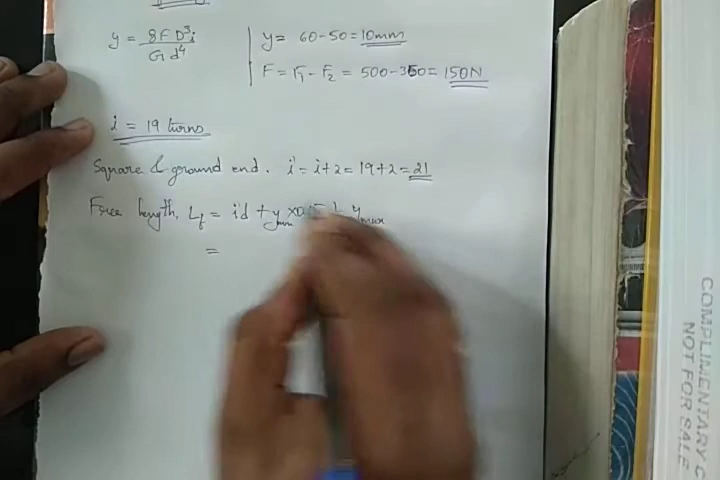 y = 8FD³i / Gd⁴
y = 60-50 = 10mm
F = F₁ - F₂ = 500-350 = 150N
i = 19 turns
Square & ground end. i' = i+2 = 19+2 = 21
Free length, Lf = id + y
=
COMPLIMENTARY C
NOT FOR SALE